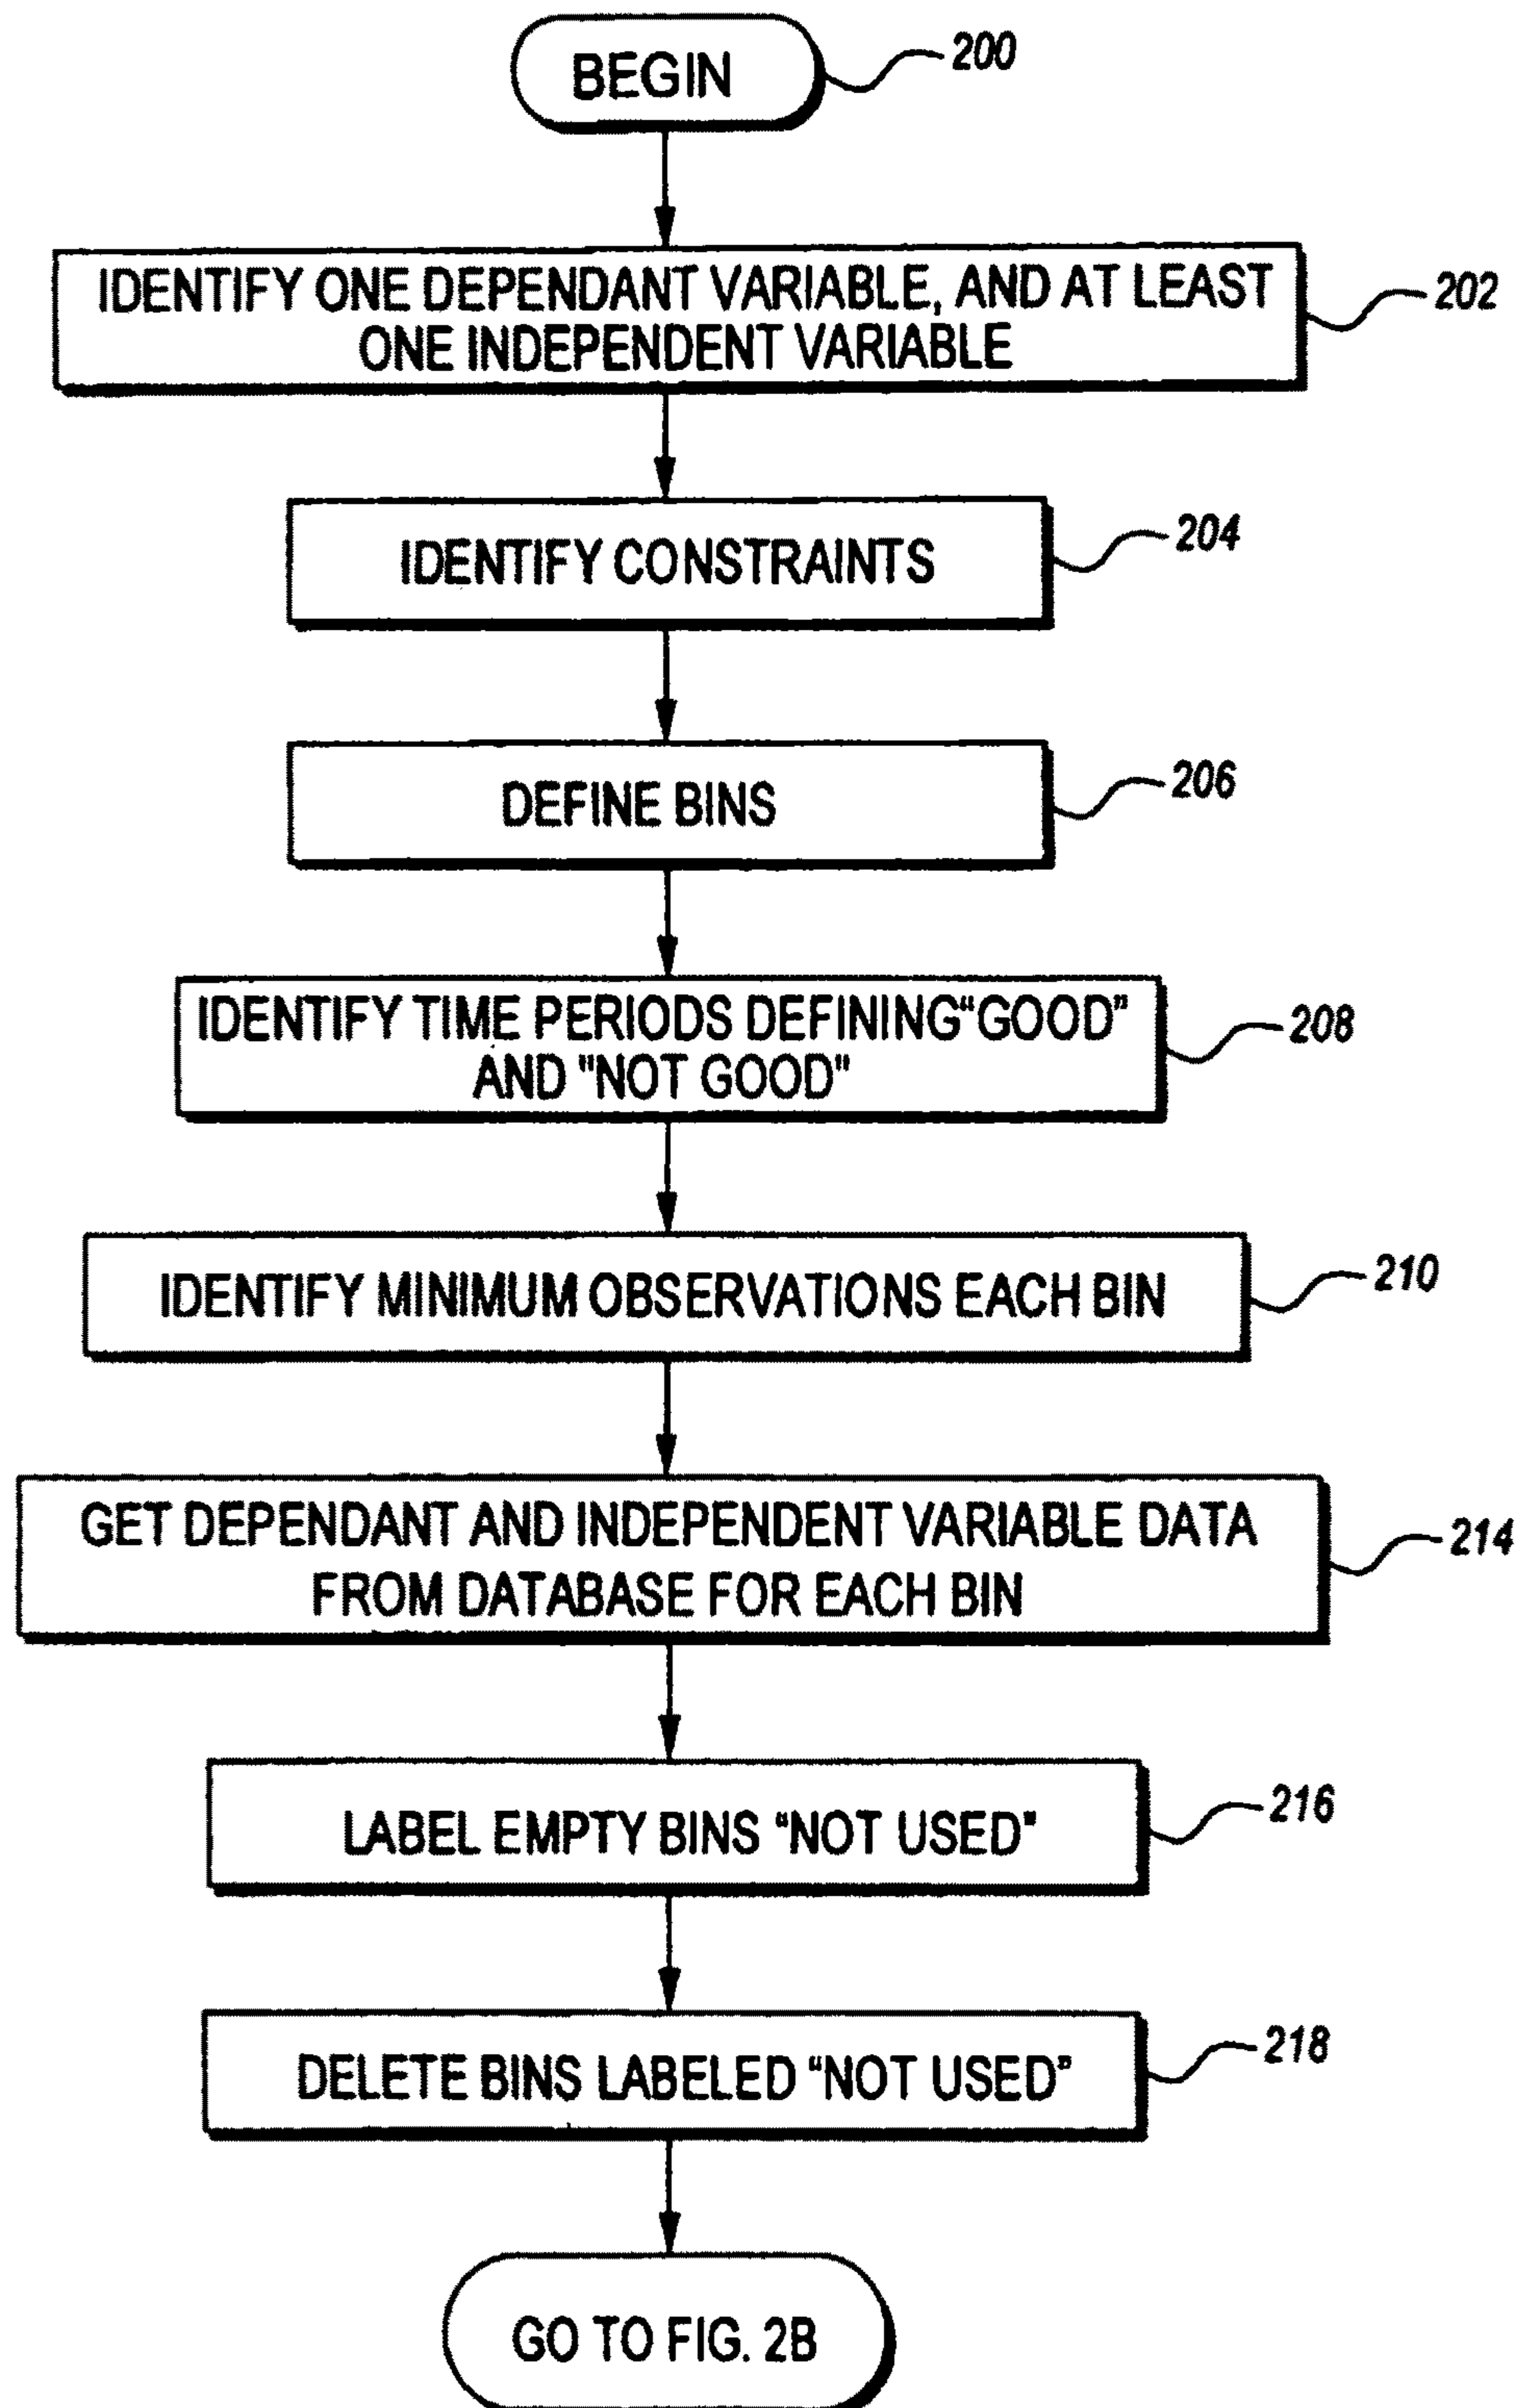 BEGIN
200
IDENTIFY ONE DEPENDANT VARIABLE, AND AT LEAST
ONE INDEPENDENT VARIABLE
202
IDENTIFY CONSTRAINTS
204
DEFINE BINS
206
IDENTIFY TIME PERIODS DEFINING “GOOD”
AND "NOT GOOD"
208
IDENTIFY MINIMUM OBSERVATIONS EACH BIN
210
GET DEPENDANT AND INDEPENDENT VARIABLE DATA
FROM DATABASE FOR EACH BIN
214
LABEL EMPTY BINS “NOT USED”
216
DELETE BINS LABELED “NOT USED”
218
GO TO FIG. 2B